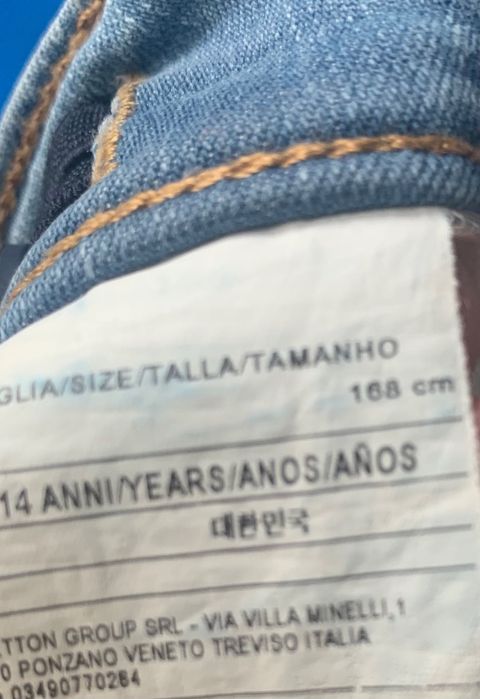 GLIA/SIZE/TALLA/TAMANHO
168 cm
14 ANNI/YEARS/ANOS/AÑOS
대한민국
TTON GROUP SRL - VIA VILLA MINELLI,1
0 PONZANO VENETO TREVISO ITALIA
03490770264